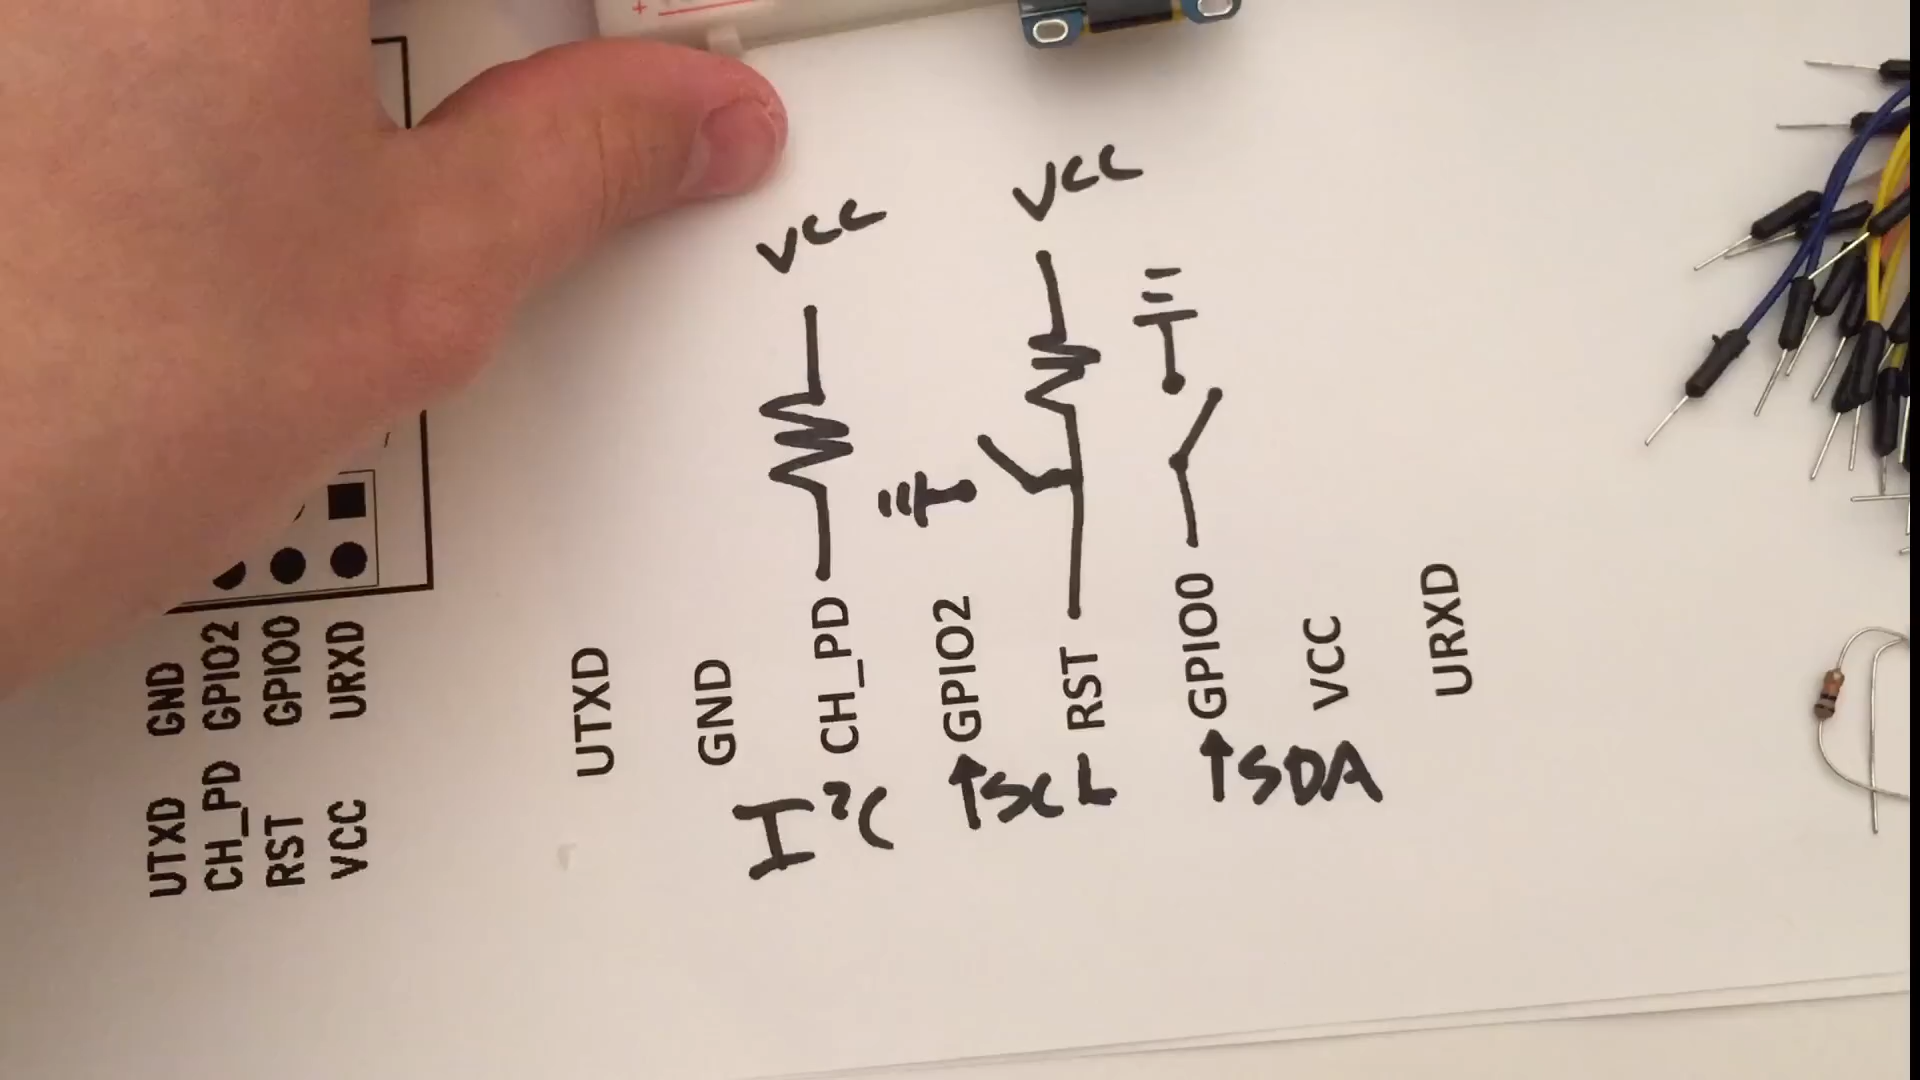 VCC
VCC
UTXD
GND
CH_PD
GPIO2
RST
GPIO0
VCC
URXD
I²C
↑SCL
↑SDA
GND
GPIO2
GPIO0
URXD
UTXD
CH_PD
RST
VCC